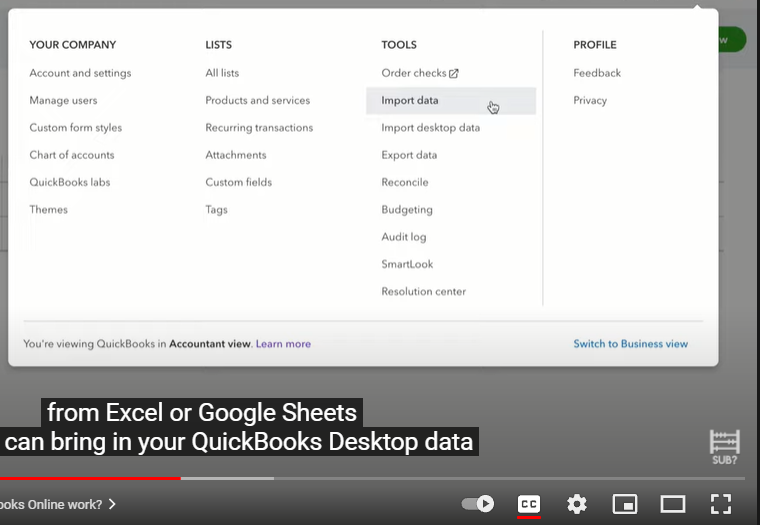 YOUR COMPANY
Account and settings
Manage users
Custom form styles
Chart of accounts
QuickBooks labs
Themes
LISTS
All lists
Products and services
Recurring transactions
Attachments
Custom fields
Tags
TOOLS
Order checks
Import data
Import desktop data
Export data
Reconcile
Budgeting
Audit log
SmartLook
Resolution center
PROFILE
Feedback
Privacy
w
You're viewing QuickBooks in Accountant view. Learn more
Switch to Business view
from Excel or Google Sheets
can bring in your QuickBooks Desktop data
SUB?
ooks Online work?
CC